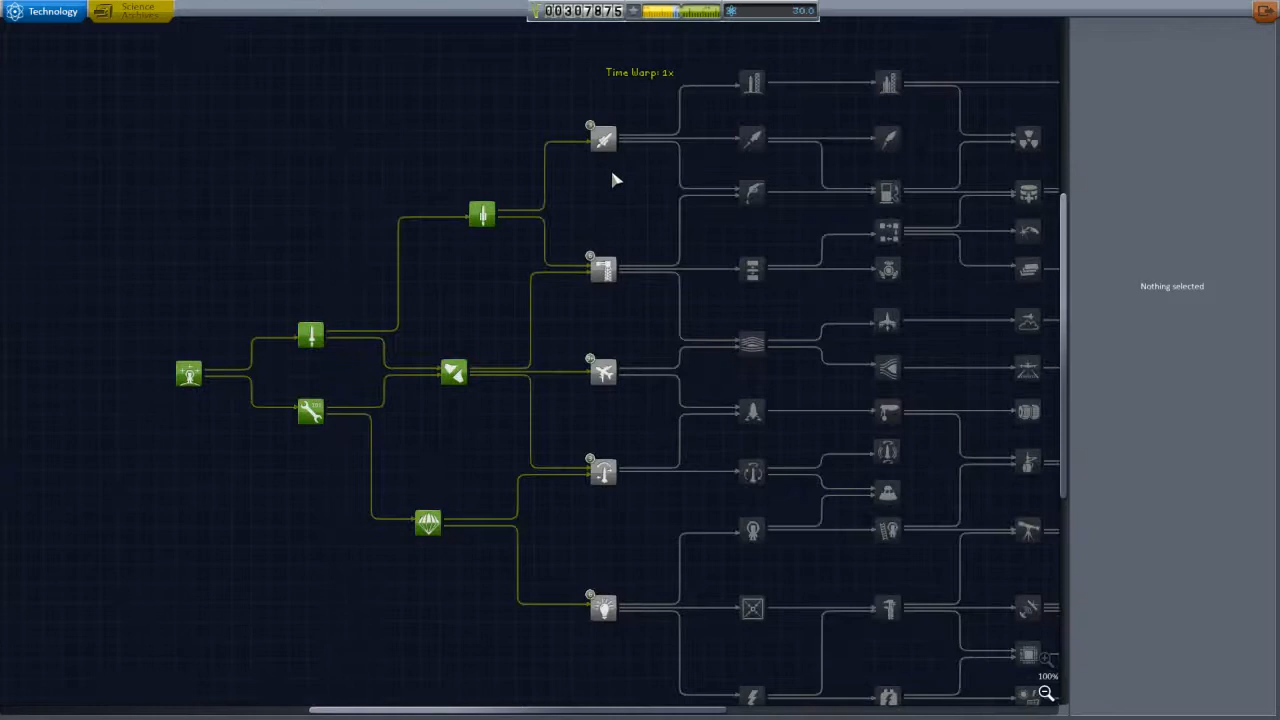 Technology
Science
Archives
00307875
30.0
Time Warp: 1x
Nothing selected
100%